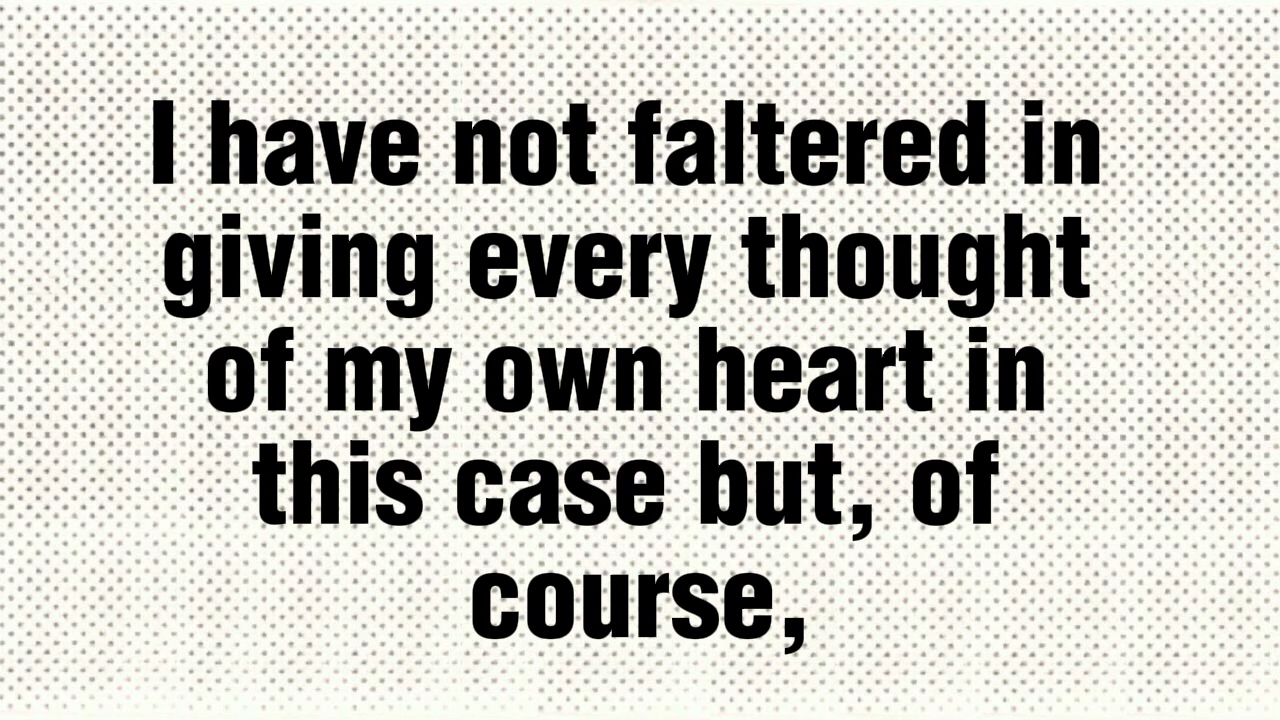 I have not faltered in
giving every thought
of my own heart in
this case but, of
course,